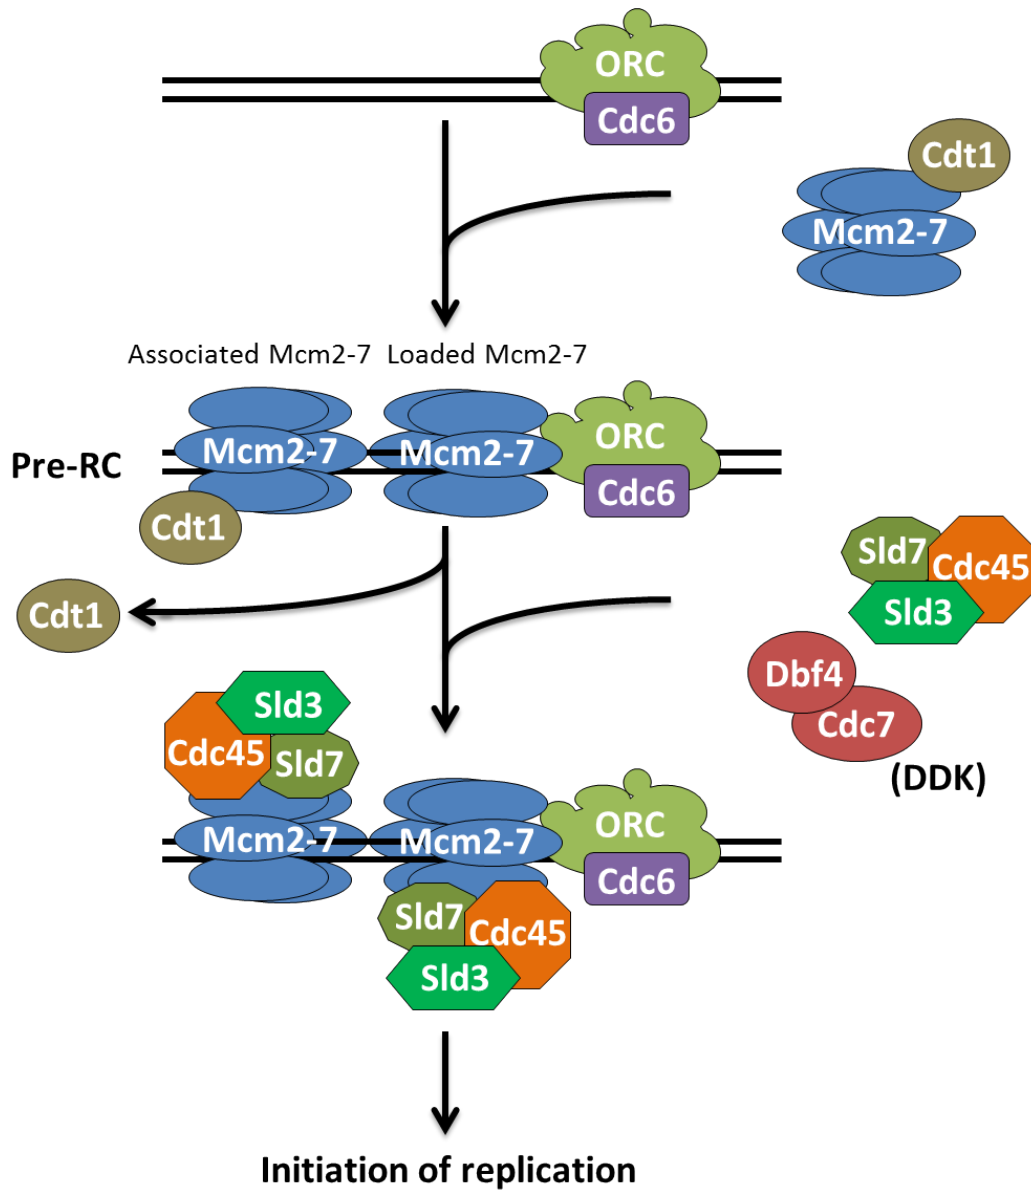 ORC
Cdc6
Cdt1
Mcm2-7
Associated Mcm2-7 Loaded Mcm2-7
Mcm2-7
Mcm2-7
ORC
Pre-RC
Cdc6
Cdt1
Sld7
Cdc45
Sld3
Cdt1
Dbf4
Cdc7
(DDK)
Sld3
Cdc45
Sld7
Mcm2-7
Mcm2-7
ORC
Cdc6
Sld7
Cdc45
Sld3
Initiation of replication